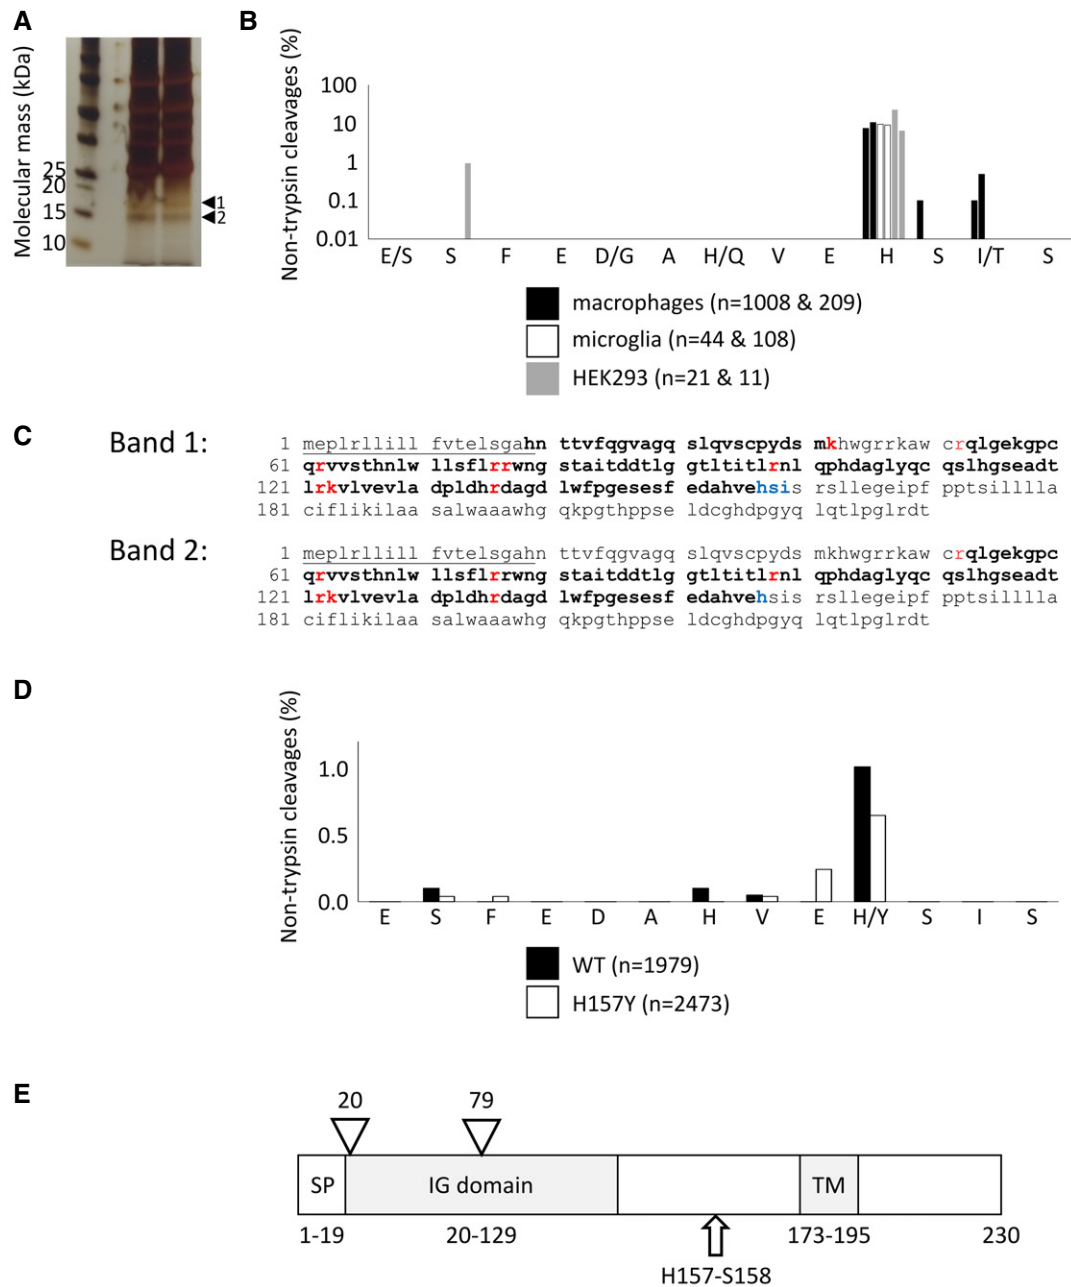 A
Molecular mass (kDa)
25
20
15
10
1
2
B
Non-trypsin cleavages (%)
100
10
1
0.1
0.01
E/S S F E D/G A H/Q V E H S I/T S
macrophages (n=1008 & 209)
microglia (n=44 & 108)
HEK293 (n=21 & 11)
C
Band 1:
1 meplrllill fvtelsgahn ttvfqgvagq slqvscpyds mkhwgrrkaw crqlgekgpc
61 qrvvsthnlw llsflrrwng staitddtlg gtltitlrnl qphdaglyqc qslhgseadt
121 lrkvlvevla dpldhrdagd lwfpgesesf edahvehsis rsllegeipf pptsilllla
181 ciflikilaa salwaaawhg qkpgthppse ldcghdpgyq lqtlpglrdt
Band 2:
1 meplrllill fvtelsgahn ttvfqgvagq slqvscpyds mkhwgrrkaw crqlgekgpc
61 qrvvsthnlw llsflrrwng staitddtlg gtltitlrnl qphdaglyqc qslhgseadt
121 lrkvlvevla dpldhrdagd lwfpgesesf edahvehsis rsllegeipf pptsilllla
181 ciflikilaa salwaaawhg qkpgthppse ldcghdpgyq lqtlpglrdt
D
Non-trypsin cleavages (%)
1.0
0.5
0.0
E S F E D A H V E H/Y S I S
WT (n=1979)
H157Y (n=2473)
E
20 79
SP IG domain TM
1-19 20-129 173-195 230
H157-S158